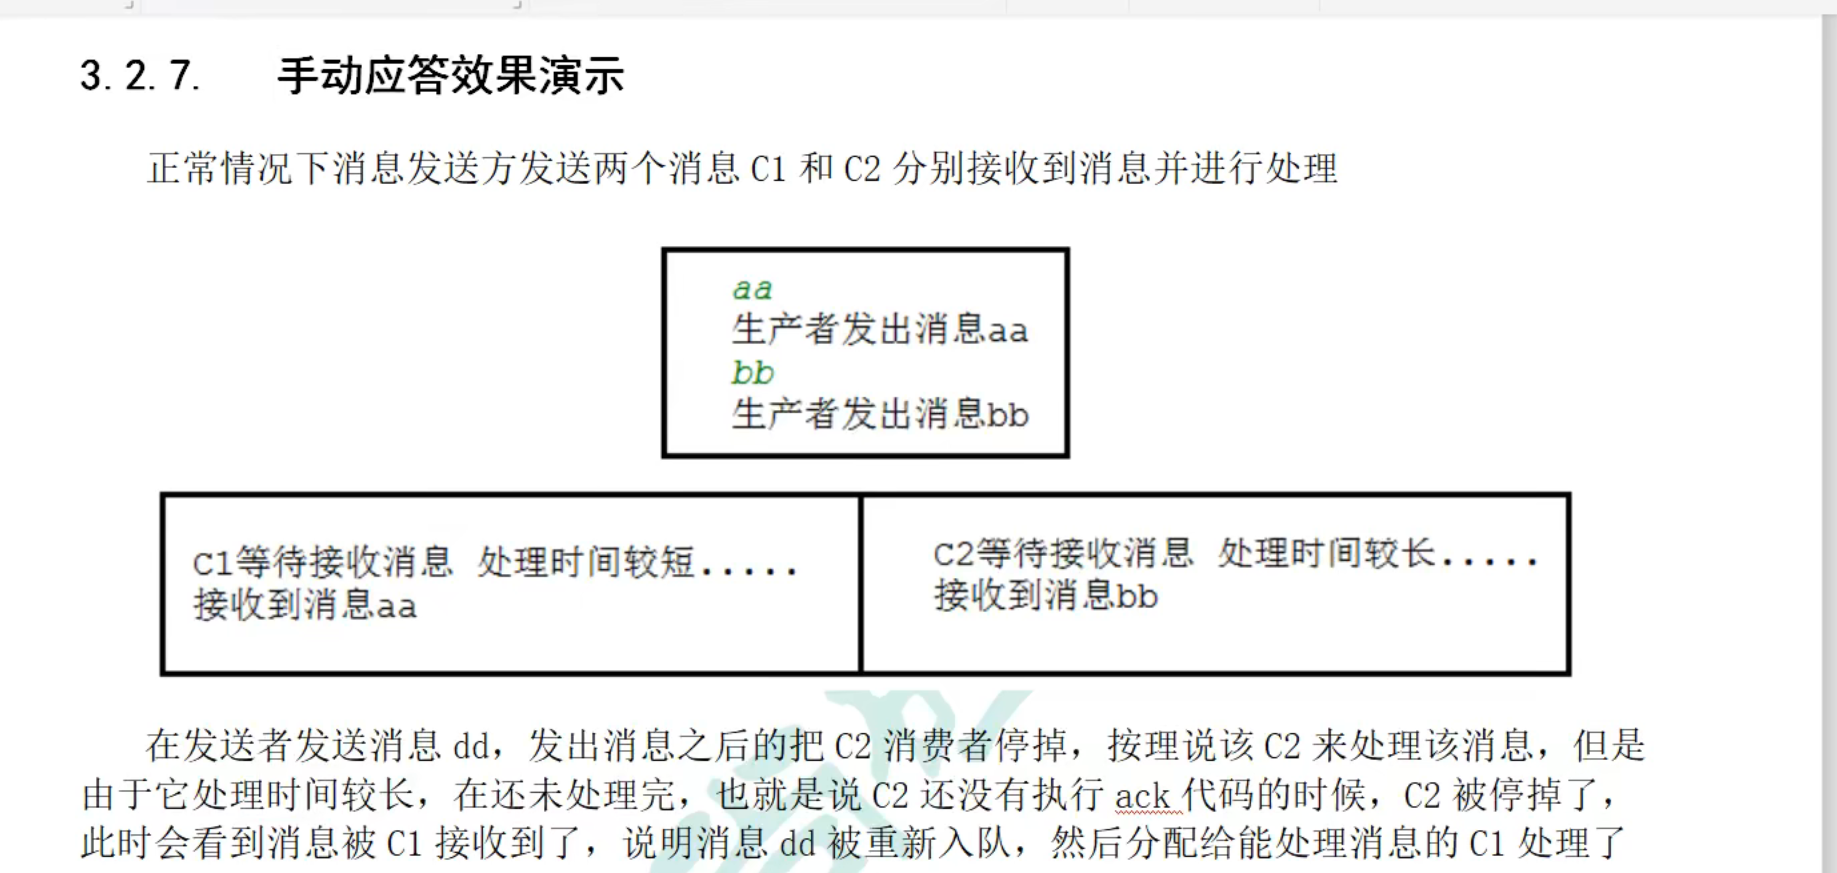 3.2.7. 手动应答效果演示
正常情况下消息发送方发送两个消息 C1 和 C2 分别接收到消息并进行处理
aa
生产者发出消息aa
bb
生产者发出消息bb
C1等待接收消息 处理时间较短.....
接收到消息aa
C2等待接收消息 处理时间较长.....
接收到消息bb
在发送者发送消息 dd，发出消息之后的把 C2 消费者停掉，按理说该 C2 来处理该消息，但是
由于它处理时间较长，在还未处理完，也就是说 C2 还没有执行 ack 代码的时候，C2 被停掉了，
此时会看到消息被 C1 接收到了，说明消息 dd 被重新入队，然后分配给能处理消息的 C1 处理了